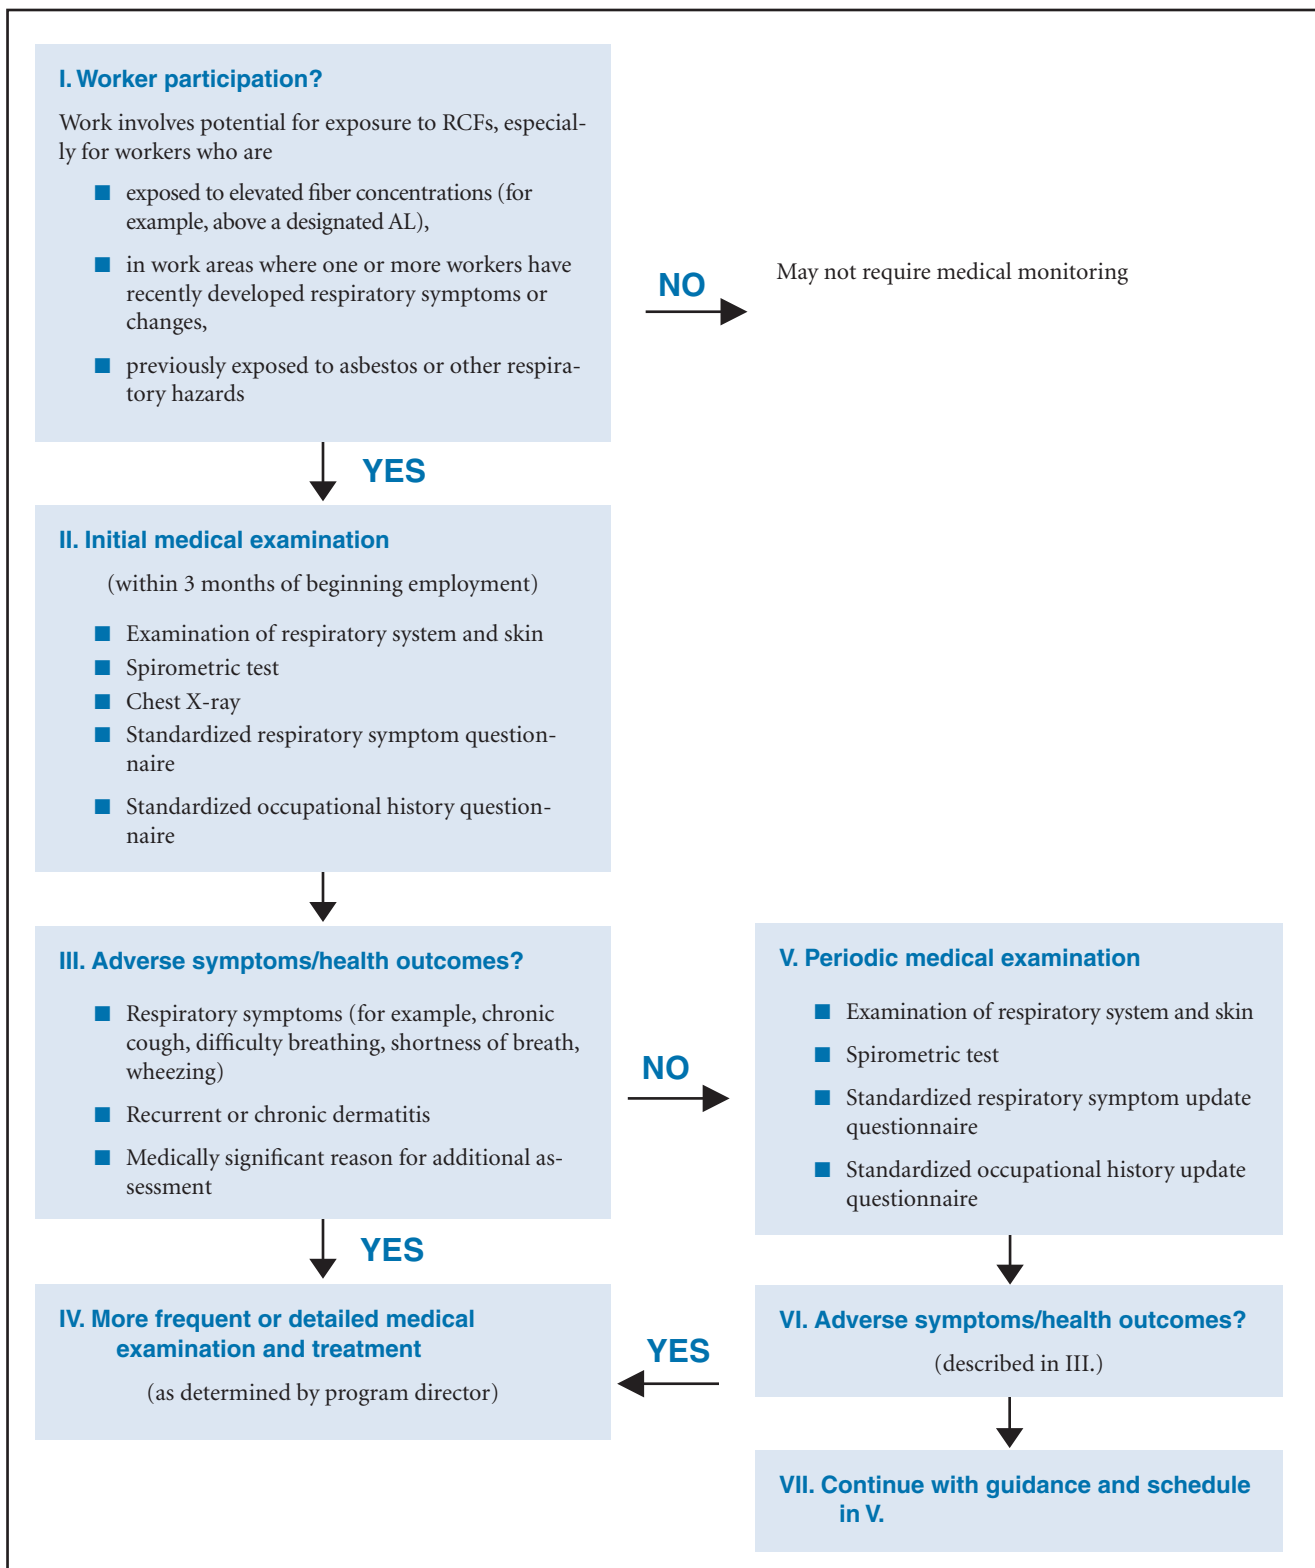 I. Worker participation?
Work involves potential for exposure to RCFs, especial-
ly for workers who are
■ exposed to elevated fiber concentrations (for
example, above a designated AL),
■ in work areas where one or more workers have
recently developed respiratory symptoms or
changes,
■ previously exposed to asbestos or other respira-
tory hazards
NO
May not require medical monitoring
YES
II. Initial medical examination
(within 3 months of beginning employment)
■ Examination of respiratory system and skin
■ Spirometric test
■ Chest X-ray
■ Standardized respiratory symptom question-
naire
■ Standardized occupational history question-
naire
III. Adverse symptoms/health outcomes?
■ Respiratory symptoms (for example, chronic
cough, difficulty breathing, shortness of breath,
wheezing)
■ Recurrent or chronic dermatitis
■ Medically significant reason for additional as-
sessment
NO
V. Periodic medical examination
■ Examination of respiratory system and skin
■ Spirometric test
■ Standardized respiratory symptom update
questionnaire
■ Standardized occupational history update
questionnaire
YES
IV. More frequent or detailed medical
examination and treatment
(as determined by program director)
YES
VI. Adverse symptoms/health outcomes?
(described in III.)
VII. Continue with guidance and schedule
in V.